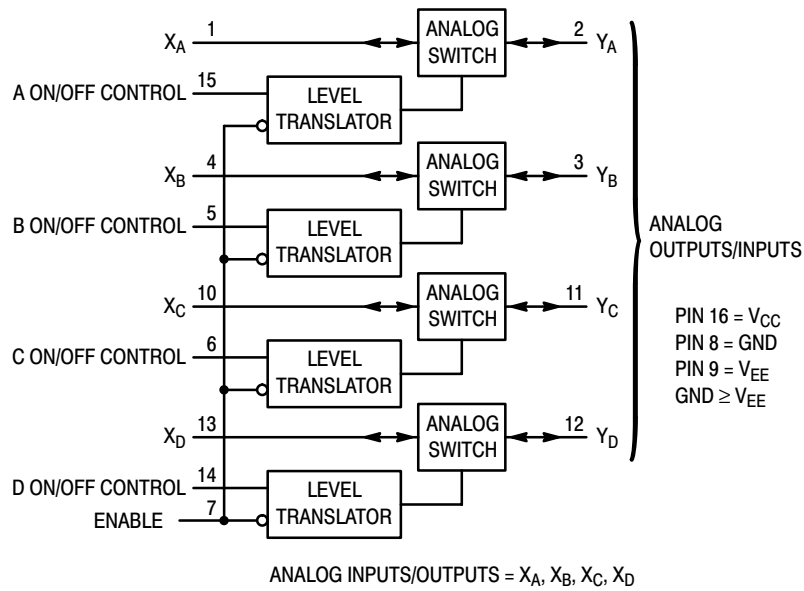 X_A 1 ANALOG SWITCH 2 Y_A
A ON/OFF CONTROL 15 LEVEL TRANSLATOR
X_B 4 ANALOG SWITCH 3 Y_B
B ON/OFF CONTROL 5 LEVEL TRANSLATOR
ANALOG OUTPUTS/INPUTS
X_C 10 ANALOG SWITCH 11 Y_C
PIN 16 = V_CC
PIN 8 = GND
PIN 9 = V_EE
GND ≥ V_EE
C ON/OFF CONTROL 6 LEVEL TRANSLATOR
X_D 13 ANALOG SWITCH 12 Y_D
D ON/OFF CONTROL 14 LEVEL TRANSLATOR
ENABLE 7
ANALOG INPUTS/OUTPUTS = X_A, X_B, X_C, X_D